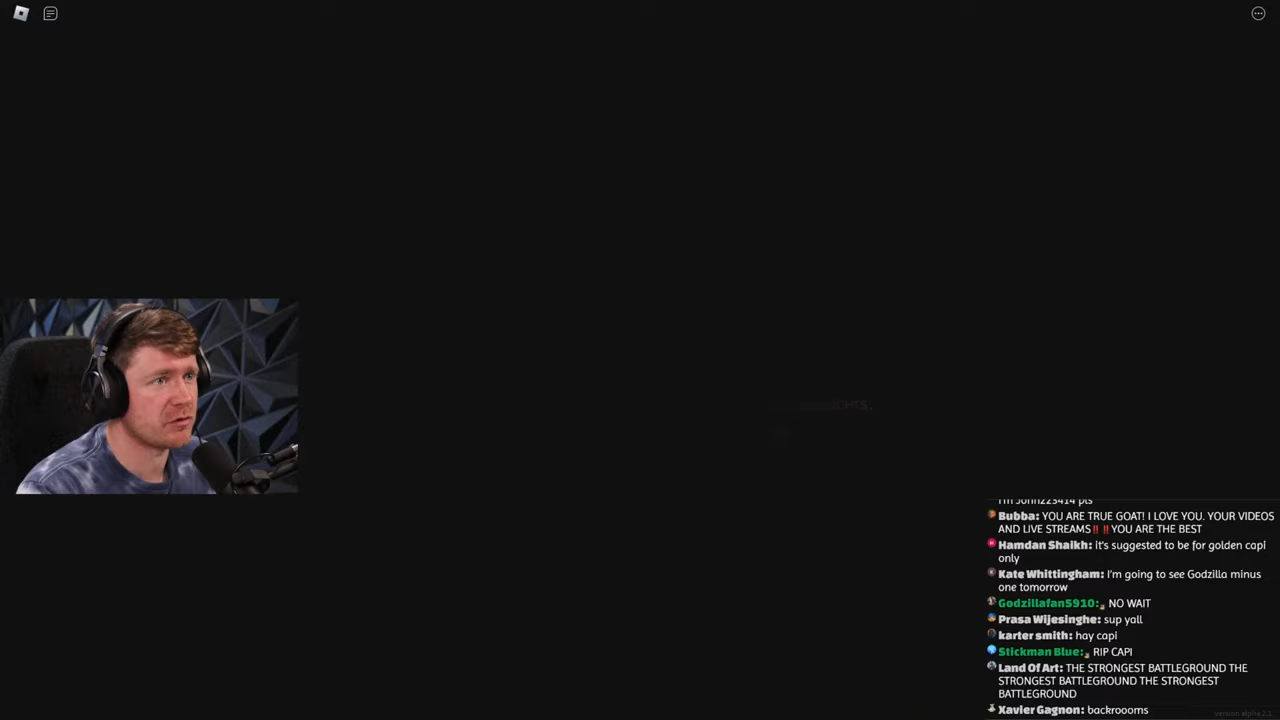 I'm John223414 pls
Bubba: YOU ARE TRUE GOAT! I LOVE YOU. YOUR VIDEOS
AND LIVE STREAMS‼️‼️YOU ARE THE BEST
Hamdan Shaikh: it's suggested to be for golden capi
only
Kate Whittingham: I'm going to see Godzilla minus
one tomorrow
Godzillafan5910: NO WAIT
Prasa Wijesinghe: sup yall
karter smith: hay capi
Stickman Blue: RIP CAPI
Land Of Art: THE STRONGEST BATTLEGROUND THE
STRONGEST BATTLEGROUND THE STRONGEST
BATTLEGROUND
Xavier Gagnon: backroooms